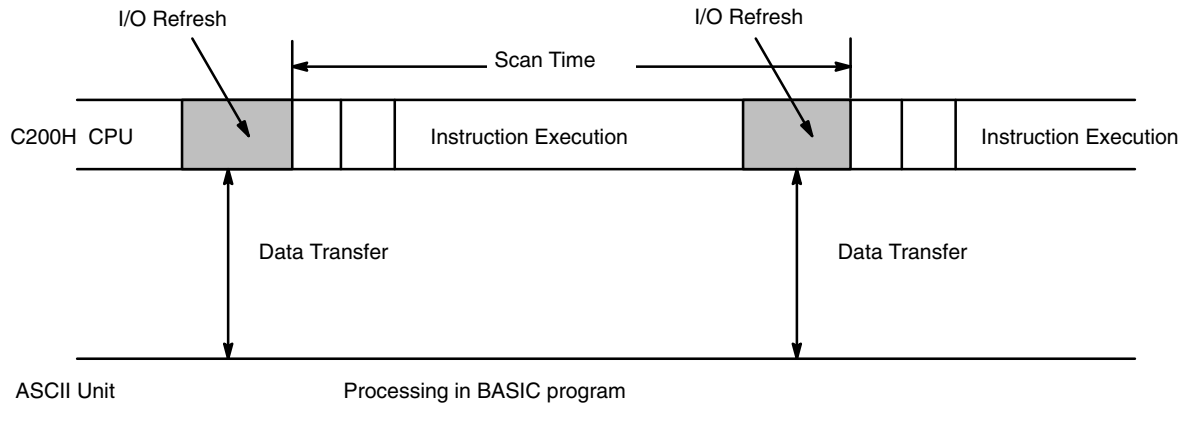 I/O Refresh
I/O Refresh
Scan Time
C200H CPU
Instruction Execution
Instruction Execution
Data Transfer
Data Transfer
ASCII Unit
Processing in BASIC program